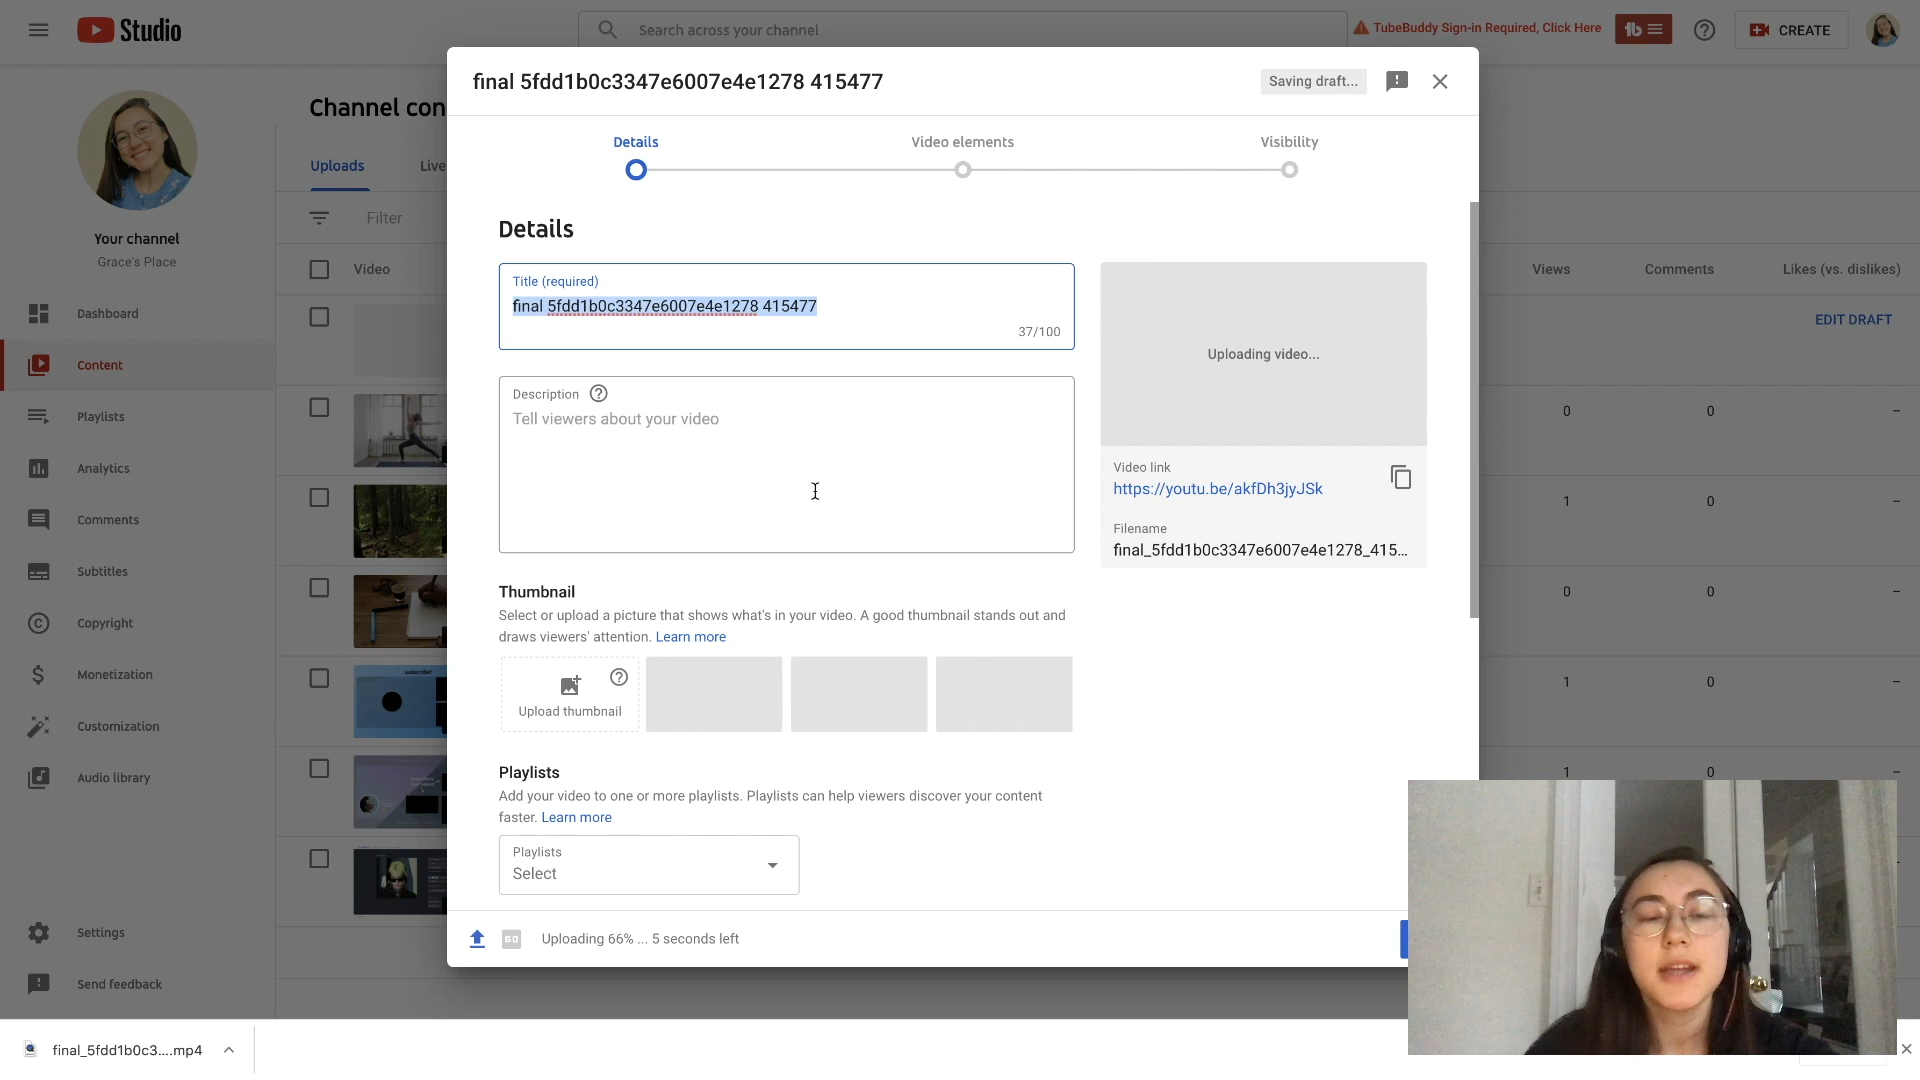 Studio
Search across your channel
TubeBuddy Sign-in Required, Click Here
CREATE
Channel con
Uploads
Live
Filter
Video
Your channel
Grace's Place
Dashboard
Content
Playlists
Analytics
Comments
Subtitles
Copyright
Monetization
Customization
Audio library
Settings
Send feedback
final 5fdd1b0c3347e6007e4e1278 415477
Saving draft...
Details
Video elements
Visibility
Details
Title (required)
final 5fdd1b0c3347e6007e4e1278 415477
37/100
Description
Tell viewers about your video
Uploading video...
Video link
https://youtu.be/akfDh3jyJSk
Filename
final_5fdd1b0c3347e6007e4e1278_415...
Thumbnail
Select or upload a picture that shows what's in your video. A good thumbnail stands out and
draws viewers' attention. Learn more
Upload thumbnail
Playlists
Add your video to one or more playlists. Playlists can help viewers discover your content
faster. Learn more
Playlists
Select
SD
Uploading 66% ... 5 seconds left
Views
Comments
Likes (vs. dislikes)
EDIT DRAFT
0
0
–
1
0
–
0
0
–
1
0
–
1
0
subscribe!
final_5fdd1b0c3....mp4